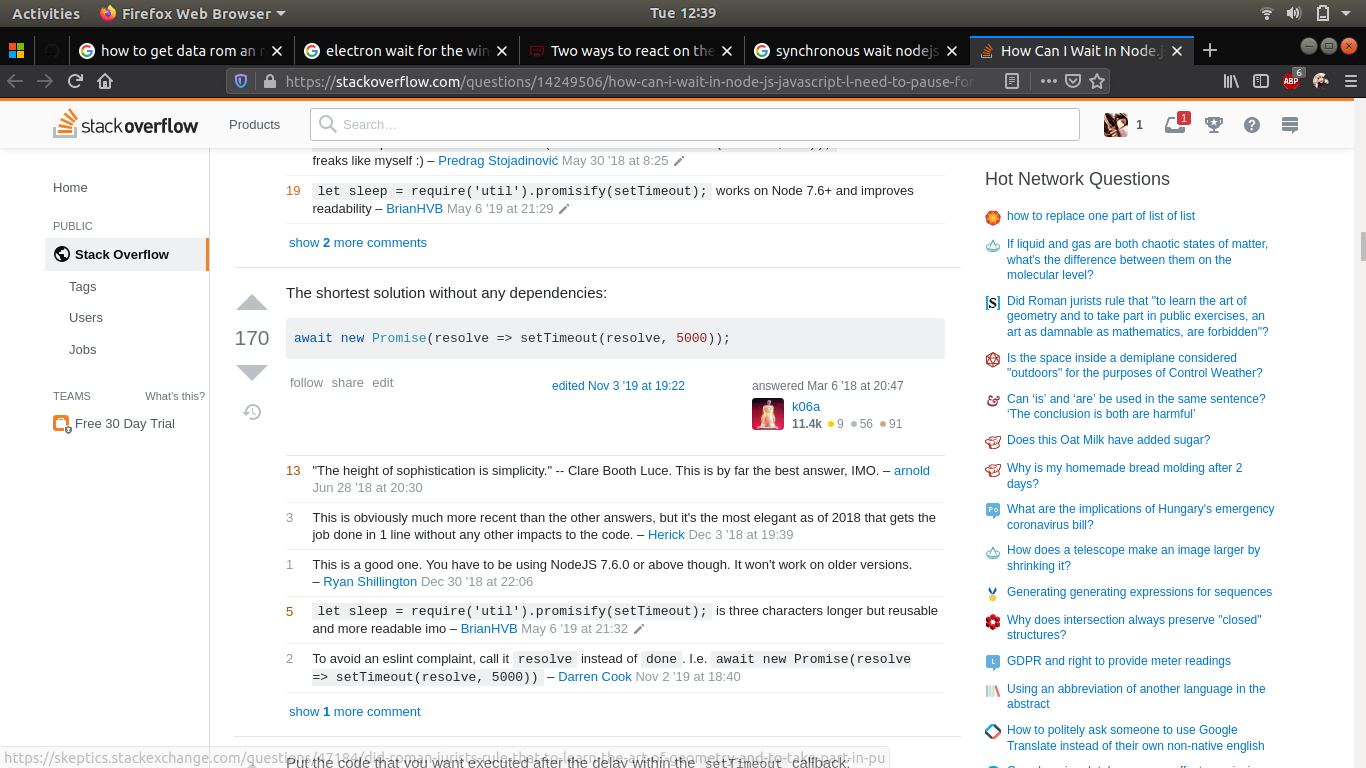 Activities
Firefox Web Browser
Tue 12:39
how to get data rom an r
electron wait for the win
Two ways to react on the
synchronous wait nodejs
How Can I Wait In Node.j
https://stackoverflow.com/questions/14249506/how-can-i-wait-in-node-js-javascript-l-need-to-pause-for
ABP
6
stackoverflow
Products
Search…
1
1
Home
PUBLIC
Stack Overflow
Tags
Users
Jobs
TEAMS
What's this?
Free 30 Day Trial
freaks like myself :) – Predrag Stojadinović May 30 '18 at 8:25
19
let sleep = require('util').promisify(setTimeout); works on Node 7.6+ and improves
readability – BrianHVB May 6 '19 at 21:29
show 2 more comments
170
The shortest solution without any dependencies:
await new Promise(resolve => setTimeout(resolve, 5000));
follow share edit
edited Nov 3 '19 at 19:22
answered Mar 6 '18 at 20:47
k06a
11.4k 9 56 91
13
"The height of sophistication is simplicity." -- Clare Booth Luce. This is by far the best answer, IMO. – arnold
Jun 28 '18 at 20:30
3
This is obviously much more recent than the other answers, but it's the most elegant as of 2018 that gets the
job done in 1 line without any other impacts to the code. – Herick Dec 3 '18 at 19:39
1
This is a good one. You have to be using NodeJS 7.6.0 or above though. It won't work on older versions.
– Ryan Shillington Dec 30 '18 at 22:06
5
let sleep = require('util').promisify(setTimeout); is three characters longer but reusable
and more readable imo – BrianHVB May 6 '19 at 21:32
2
To avoid an eslint complaint, call it resolve instead of done . I.e. await new Promise(resolve
=> setTimeout(resolve, 5000)) – Darren Cook Nov 2 '19 at 18:40
show 1 more comment
Put the code that you want executed after the delay within the setTimeout callback:
Hot Network Questions
how to replace one part of list of list
If liquid and gas are both chaotic states of matter,
what's the difference between them on the
molecular level?
Did Roman jurists rule that "to learn the art of
geometry and to take part in public exercises, an
art as damnable as mathematics, are forbidden"?
Is the space inside a demiplane considered
"outdoors" for the purposes of Control Weather?
Can ‘is’ and ‘are’ be used in the same sentence?
‘The conclusion is both are harmful’
Does this Oat Milk have added sugar?
Why is my homemade bread molding after 2
days?
What are the implications of Hungary's emergency
coronavirus bill?
How does a telescope make an image larger by
shrinking it?
Generating generating expressions for sequences
Why does intersection always preserve "closed"
structures?
GDPR and right to provide meter readings
Using an abbreviation of another language in the
abstract
How to politely ask someone to use Google
Translate instead of their own non-native english
https://skeptics.stackexchange.com/questions/47184/did-roman-jurists-rule-that-to-learn-the-art-of-geometry-and-to-take-part-in-pu